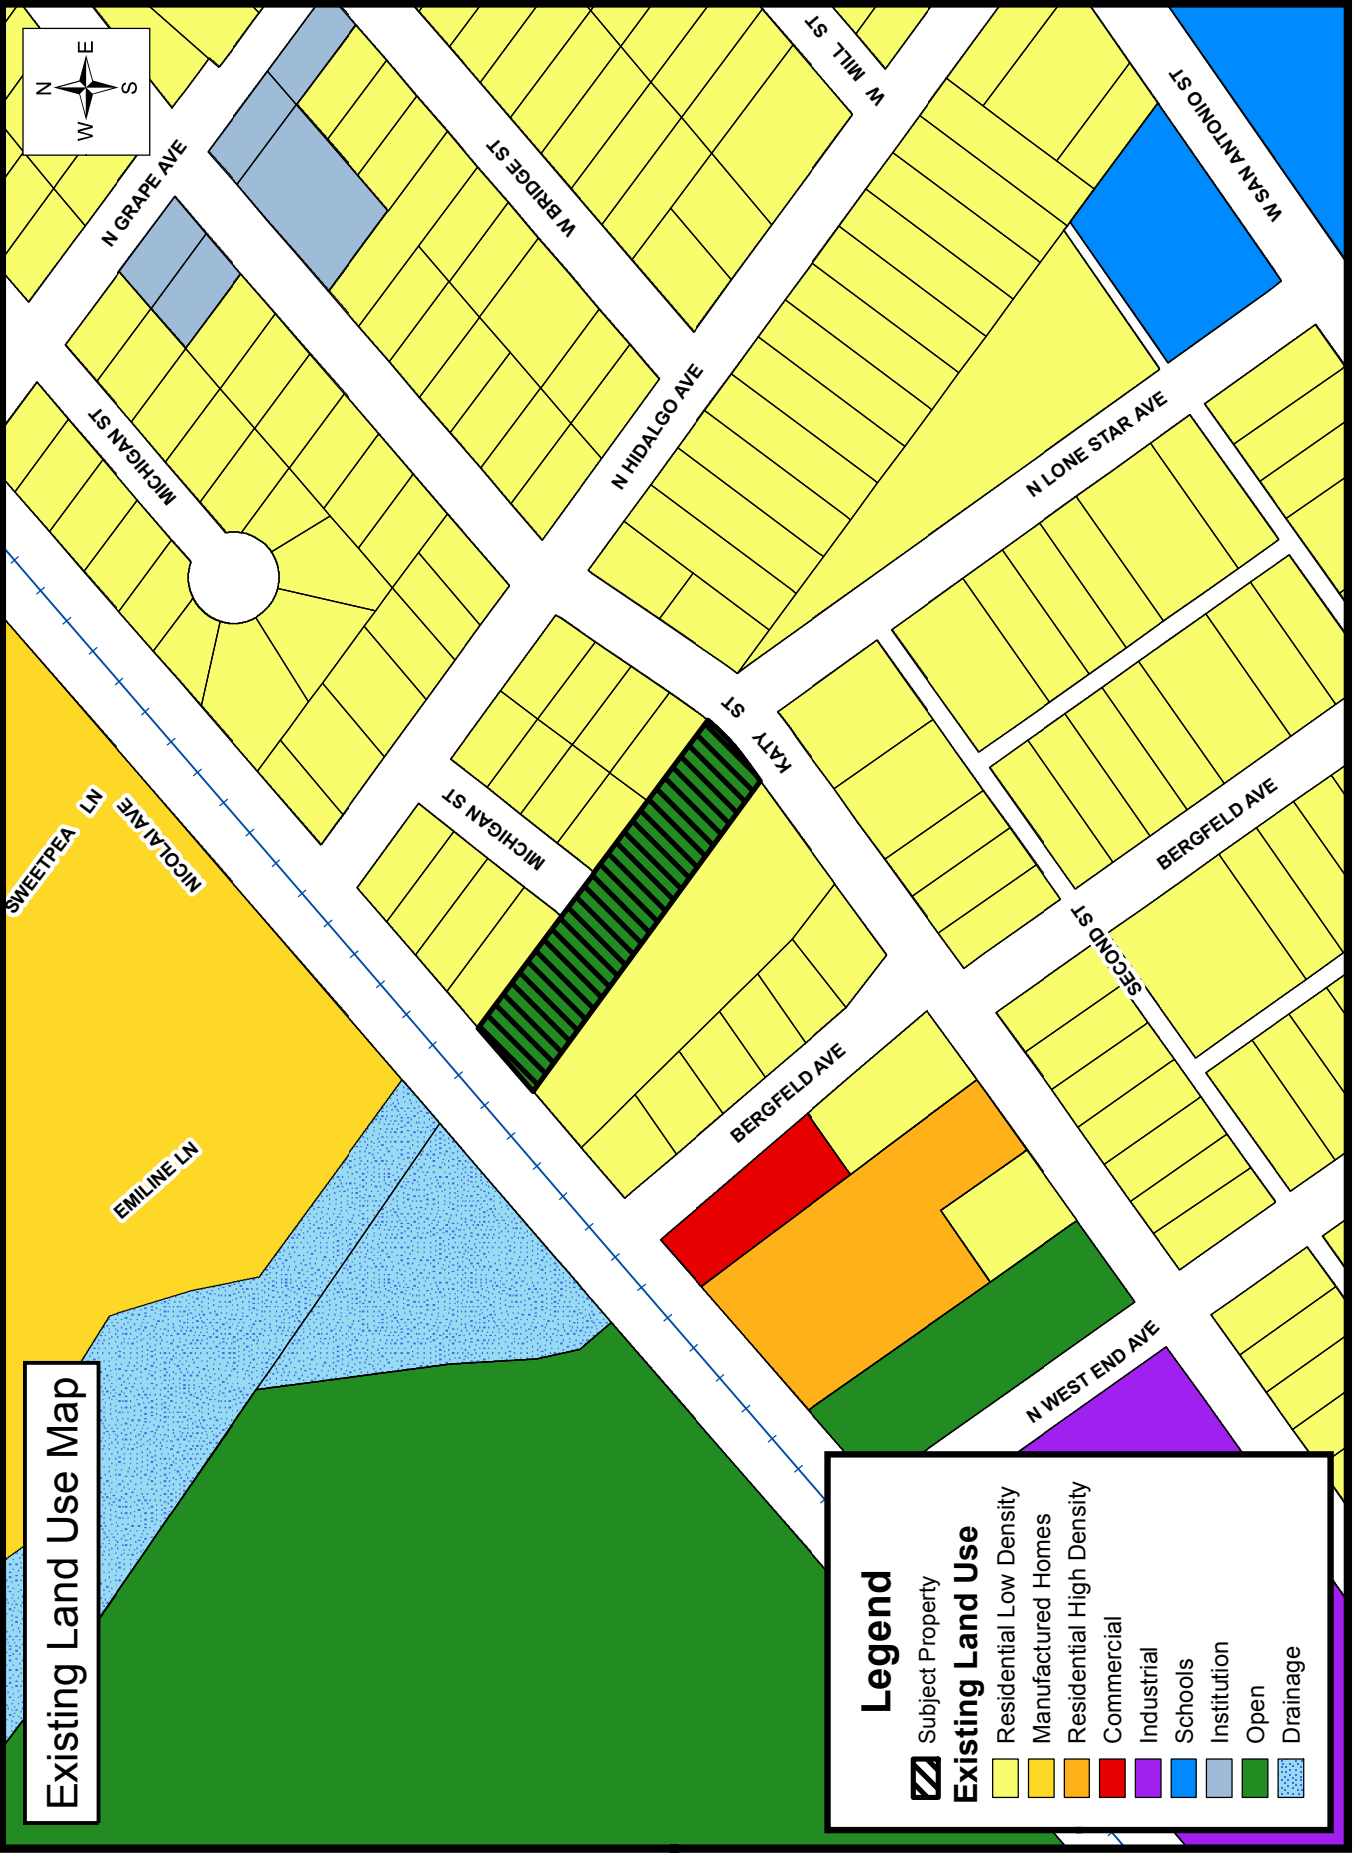 Existing Land Use Map
N
W
E
S
N GRAPE AVE
MICHIGAN ST
W BRIDGE ST
W MILL ST
W SAN ANTONIO ST
N HIDALGO AVE
N LONE STAR AVE
KATY ST
MICHIGAN ST
SWEETPEA LN
NICOLAI AVE
EMILINE LN
BERGFELD AVE
BERGFELD AVE
SECOND ST
N WEST END AVE
Legend
Subject Property
Existing Land Use
Residential Low Density
Manufactured Homes
Residential High Density
Commercial
Industrial
Schools
Institution
Open
Drainage